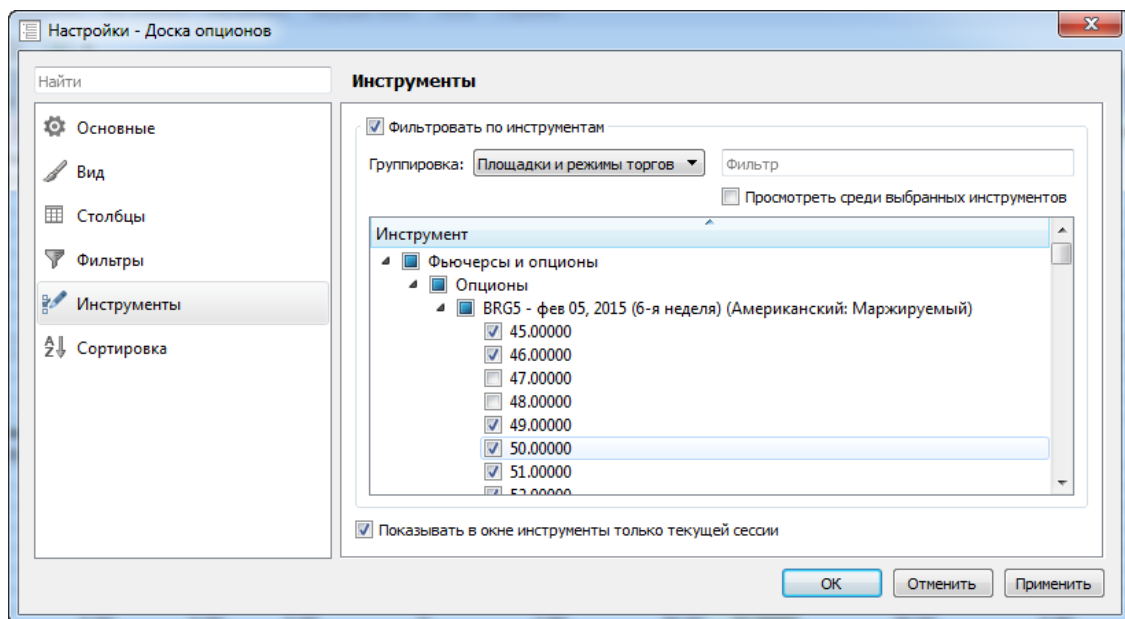 Настройки - Доска опционов
Найти
Основные
Вид
Столбцы
Фильтры
Инструменты
Сортировка
Инструменты
Фильтровать по инструментам
Группировка: Площадки и режимы торгов Фильтр
Просмотреть среди выбранных инструментов
Инструмент
Фьючерсы и опционы
Опционы
BRG5 - фев 05, 2015 (6-я неделя) (Американский: Маржируемый)
45.00000
46.00000
47.00000
48.00000
49.00000
50.00000
51.00000
52.00000
Показывать в окне инструменты только текущей сессии
OK Отменить Применить